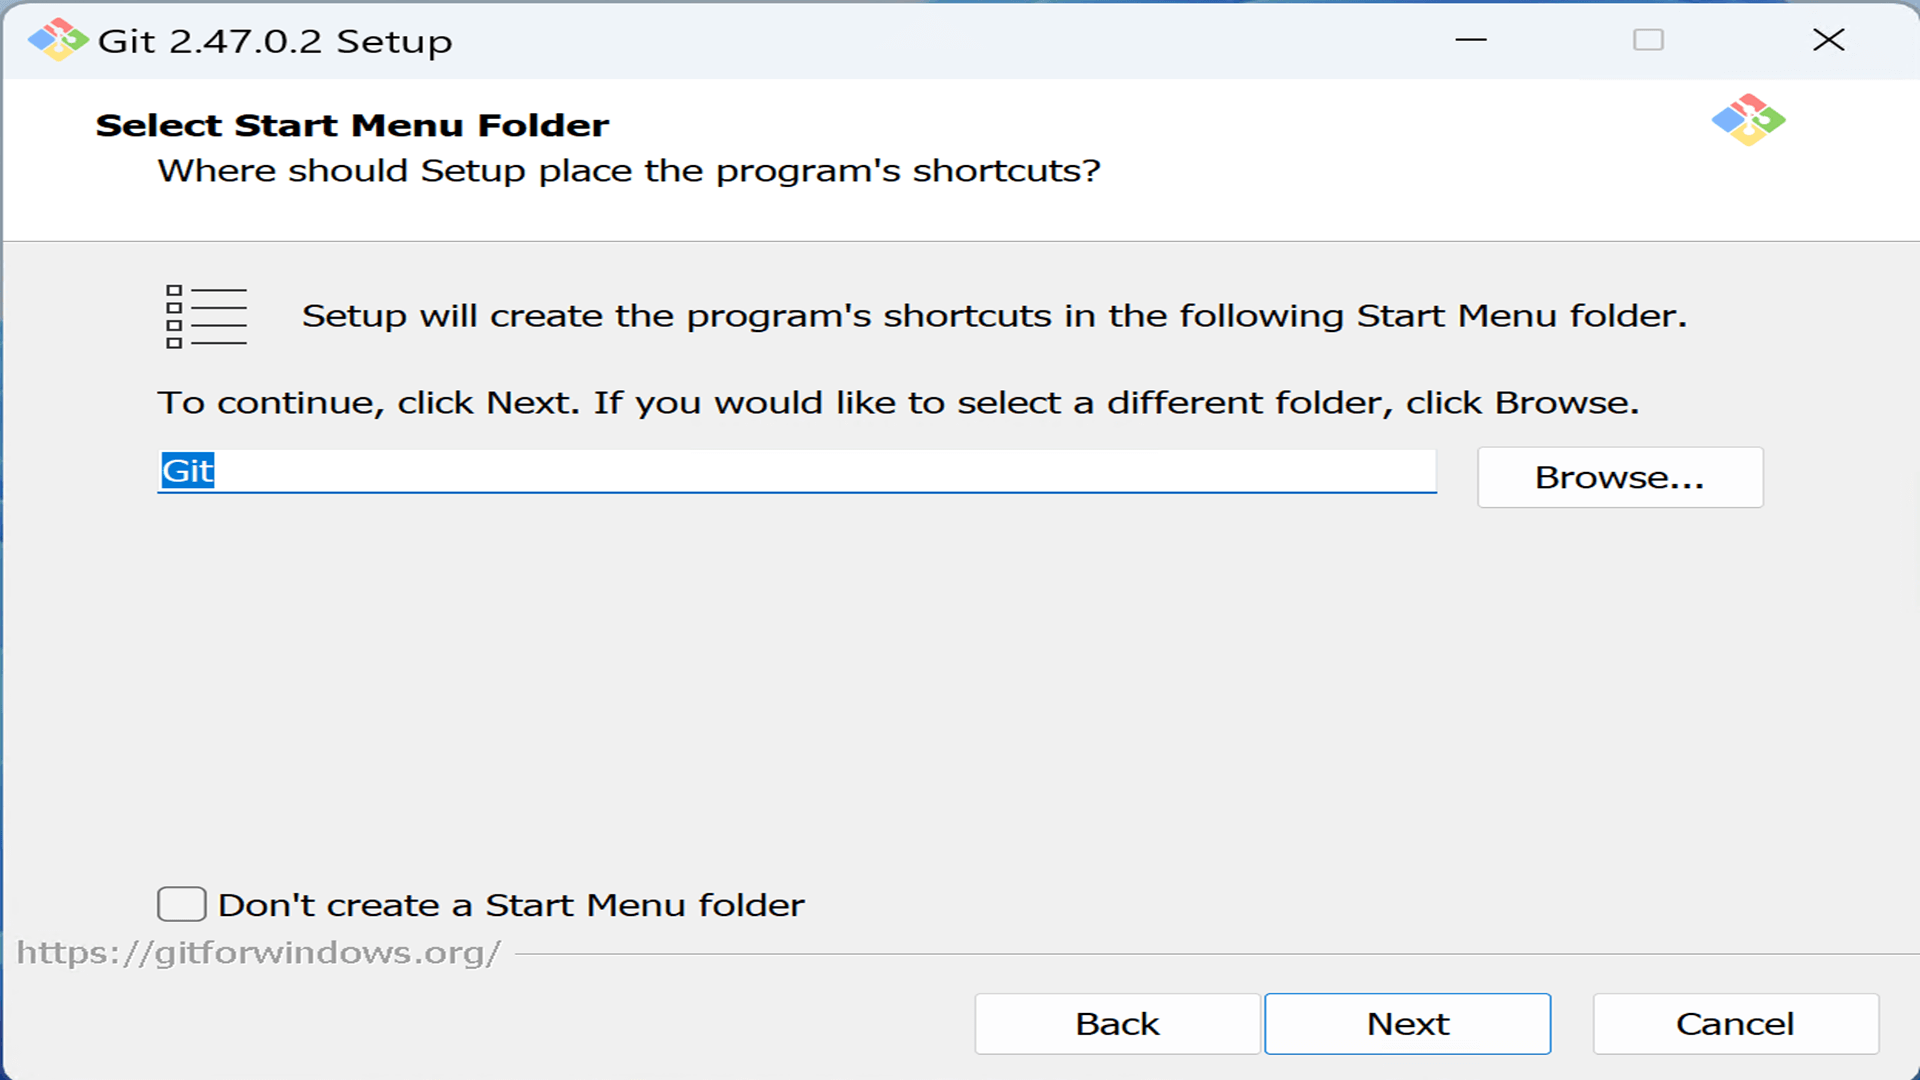 Git 2.47.0.2 Setup
Select Start Menu Folder
Where should Setup place the program's shortcuts?
Setup will create the program's shortcuts in the following Start Menu folder.
To continue, click Next. If you would like to select a different folder, click Browse.
Git
Browse...
Don't create a Start Menu folder
https://gitforwindows.org/
Back
Next
Cancel